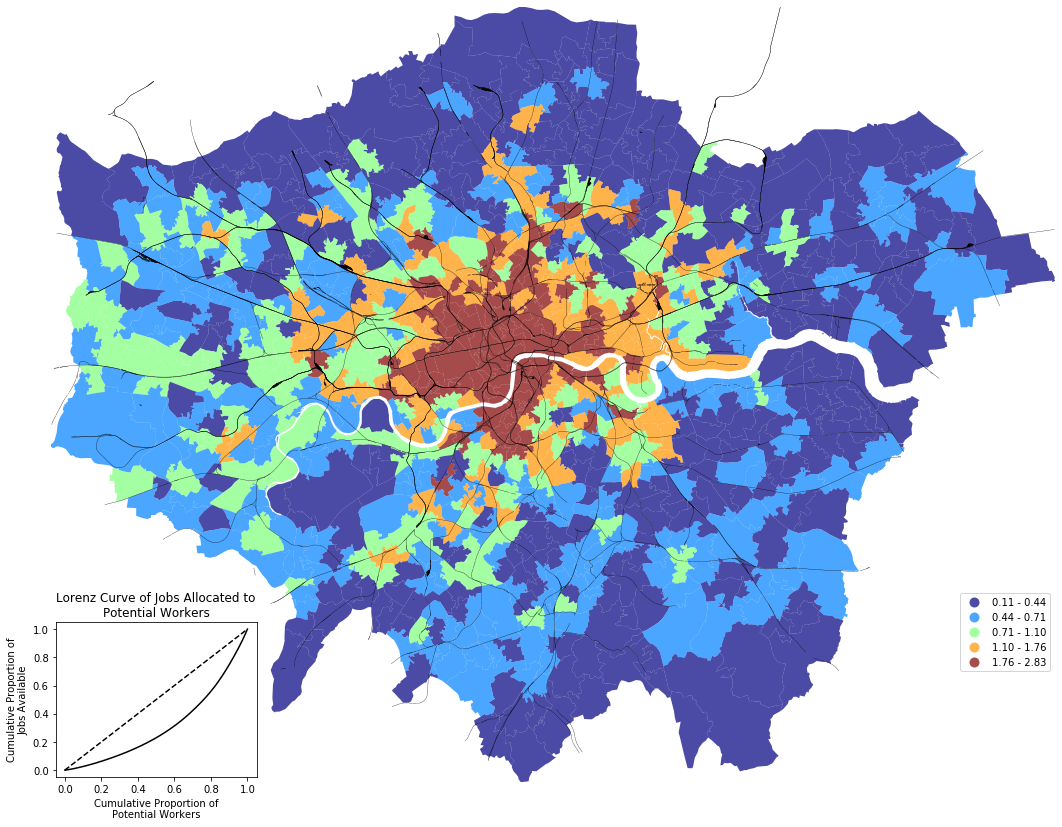 Lorenz Curve of Jobs Allocated to
Potential Workers
1.0
0.8
0.6
0.4
0.2
0.0
Cumulative Proportion of
Jobs Available
0.0 0.2 0.4 0.6 0.8 1.0
Cumulative Proportion of
Potential Workers
0.11 - 0.44
0.44 - 0.71
0.71 - 1.10
1.10 - 1.76
1.76 - 2.83